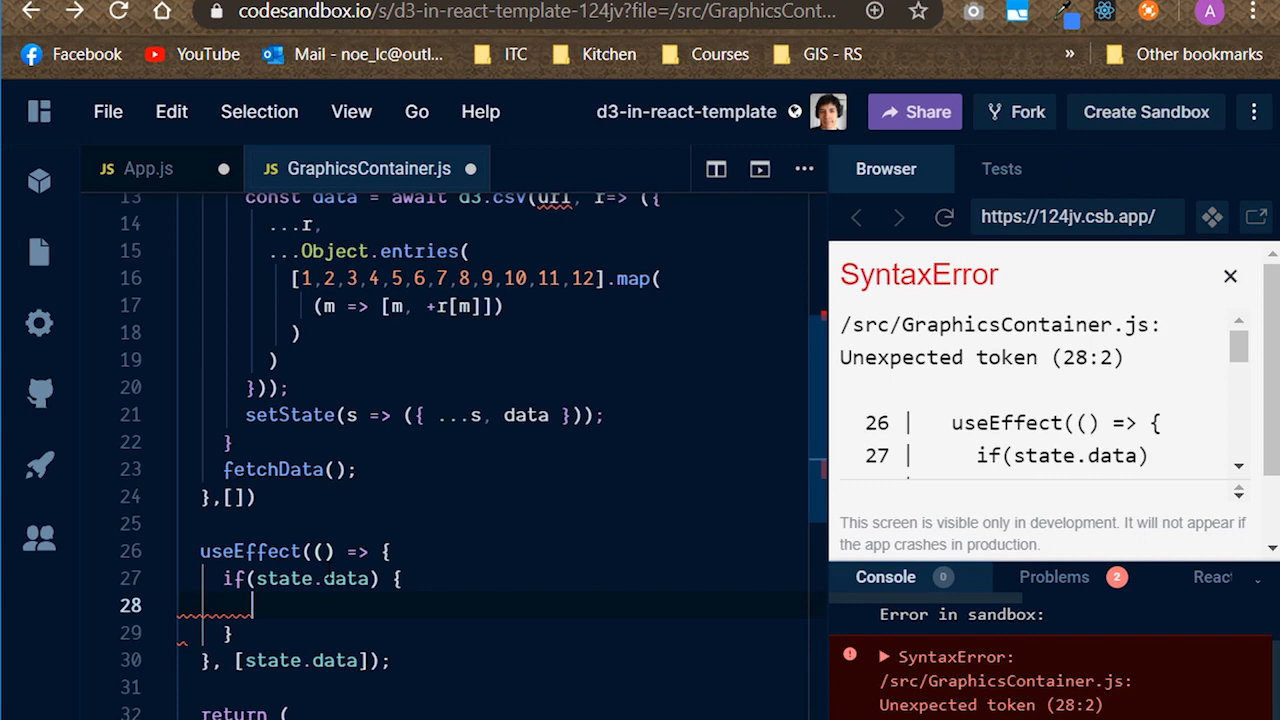 codesandbox.io/s/d3-in-react-template-124jv?file=/src/GraphicsCont...
A
Facebook YouTube Mail - noe_lc@outl... ITC Kitchen Courses GIS - RS » Other bookmarks
File Edit Selection View Go Help d3-in-react-template Share Fork Create Sandbox
JS App.js JS GraphicsContainer.js ... Browser Tests
https://124jv.csb.app/
13 const data = await d3.csv(url, r=> ({
14 ...r,
15 ...Object.entries(
16 [1,2,3,4,5,6,7,8,9,10,11,12].map(
17 (m => [m, +r[m]])
18 )
19 )
20 }));
21 setState(s => ({ ...s, data }));
22 }
23 fetchData();
24 },[])
25
26 useEffect(() => {
27 if(state.data) {
28
29 }
30 }, [state.data]);
31
32 return (
SyntaxError ×
/src/GraphicsContainer.js:
Unexpected token (28:2)
26 | useEffect(() => {
27 | if(state.data)
This screen is visible only in development. It will not appear if
the app crashes in production.
Console 0 Problems 2 Reac
Error in sandbox:
SyntaxError:
/src/GraphicsContainer.js:
Unexpected token (28:2)